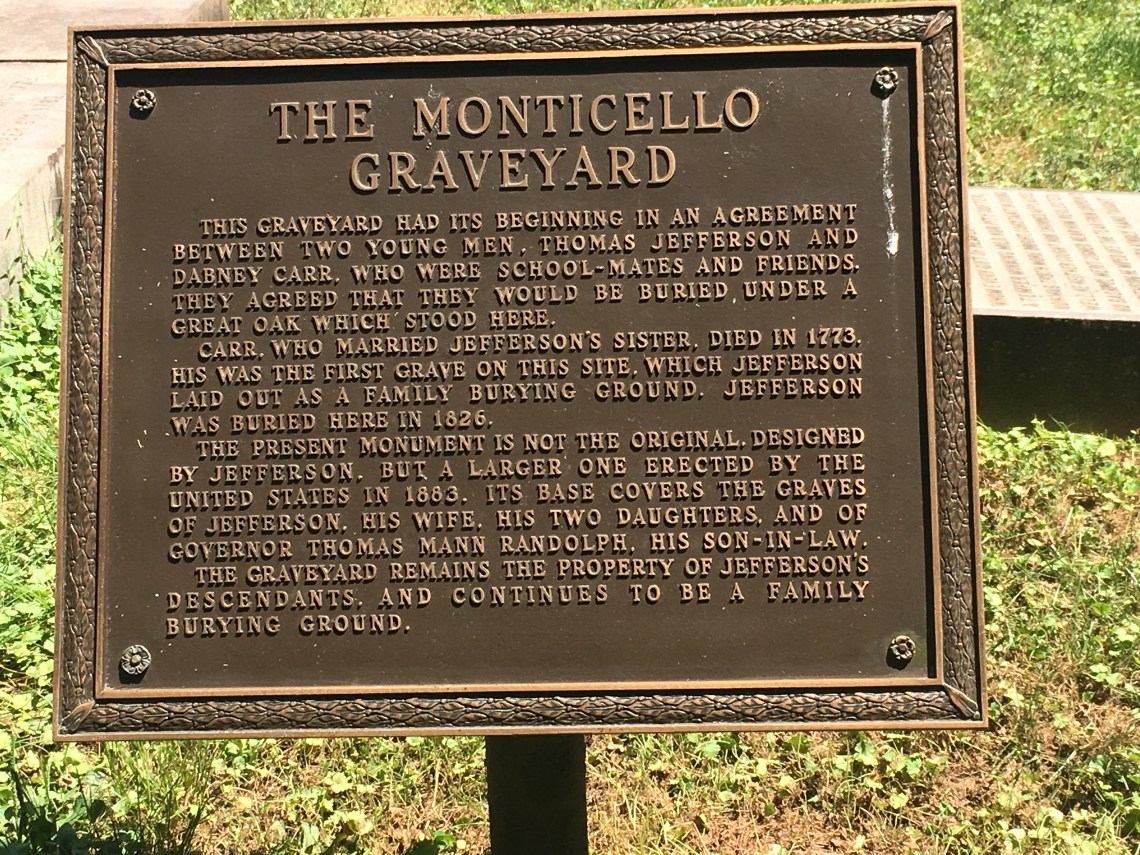 THE MONTICELLO
GRAVEYARD
THIS GRAVEYARD HAD ITS BEGINNING IN AN AGREEMENT
BETWEEN TWO YOUNG MEN, THOMAS JEFFERSON AND
DABNEY CARR, WHO WERE SCHOOL-MATES AND FRIENDS.
THEY AGREED THAT THEY WOULD BE BURIED UNDER A
GREAT OAK WHICH STOOD HERE.
CARR, WHO MARRIED JEFFERSON'S SISTER, DIED IN 1773.
HIS WAS THE FIRST GRAVE ON THIS SITE, WHICH JEFFERSON
LAID OUT AS A FAMILY BURYING GROUND. JEFFERSON
WAS BURIED HERE IN 1826.
THE PRESENT MONUMENT IS NOT THE ORIGINAL, DESIGNED
BY JEFFERSON, BUT A LARGER ONE ERECTED BY THE
UNITED STATES IN 1883. ITS BASE COVERS THE GRAVES
OF JEFFERSON, HIS WIFE, HIS TWO DAUGHTERS, AND OF
GOVERNOR THOMAS MANN RANDOLPH, HIS SON-IN-LAW.
THE GRAVEYARD REMAINS THE PROPERTY OF JEFFERSON'S
DESCENDANTS, AND CONTINUES TO BE A FAMILY
BURYING GROUND.